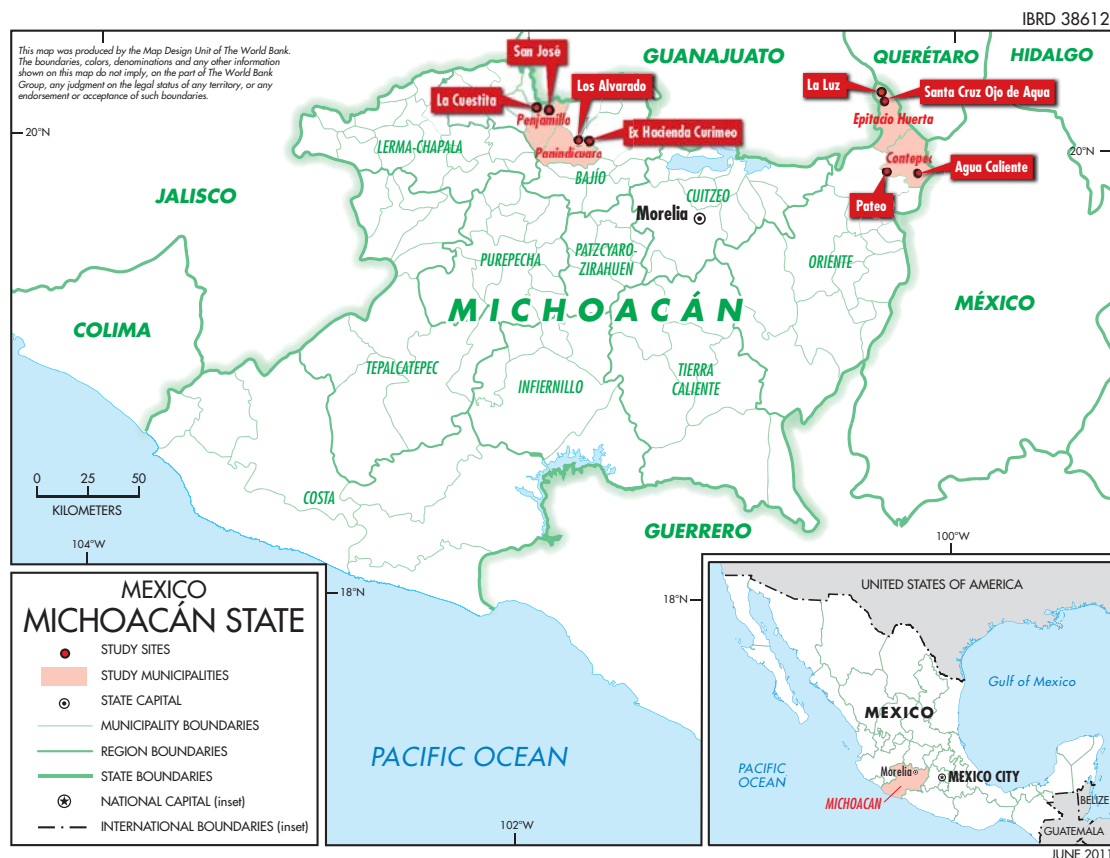 IBRD 38612
This map was produced by the Map Design Unit of The World Bank.
The boundaries, colors, denominations and any other information
shown on this map do not imply, on the part of The World Bank
Group, any judgment on the legal status of any territory, or any
endorsement or acceptance of such boundaries.
San José
GUANAJUATO
QUERÉTARO
HIDALGO
La Cuestita
Los Alvarado
La Luz
Santa Cruz Ojo de Aqua
Penjamillo
Epitacio Huerta
20°N
Ex Hacienda Curimeo
LERMA-CHAPALA
Panindicuaro
20°N
Contepec
Agua Caliente
BAJÍO
JALISCO
CUITZEO
Pateo
Morelia
PUREPECHA
PATZCYARO-
ZIRAHUEN
ORIENTE
MICHOACÁN
MÉXICO
COLIMA
TEPALCATEPEC
INFIERNILLO
TIERRA
CALIENTE
0 25 50
KILOMETERS
COSTA
GUERRERO
104°W
100°W
18°N
18°N
102°W
PACIFIC OCEAN
MEXICO
MICHOACÁN STATE
STUDY SITES
STUDY MUNICIPALITIES
STATE CAPITAL
MUNICIPALITY BOUNDARIES
REGION BOUNDARIES
STATE BOUNDARIES
NATIONAL CAPITAL (inset)
INTERNATIONAL BOUNDARIES (inset)
UNITED STATES OF AMERICA
Gulf of Mexico
MEXICO
PACIFIC
OCEAN
Morelia
MEXICO CITY
MICHOACAN
BELIZE
GUATEMALA
JUNE 2011